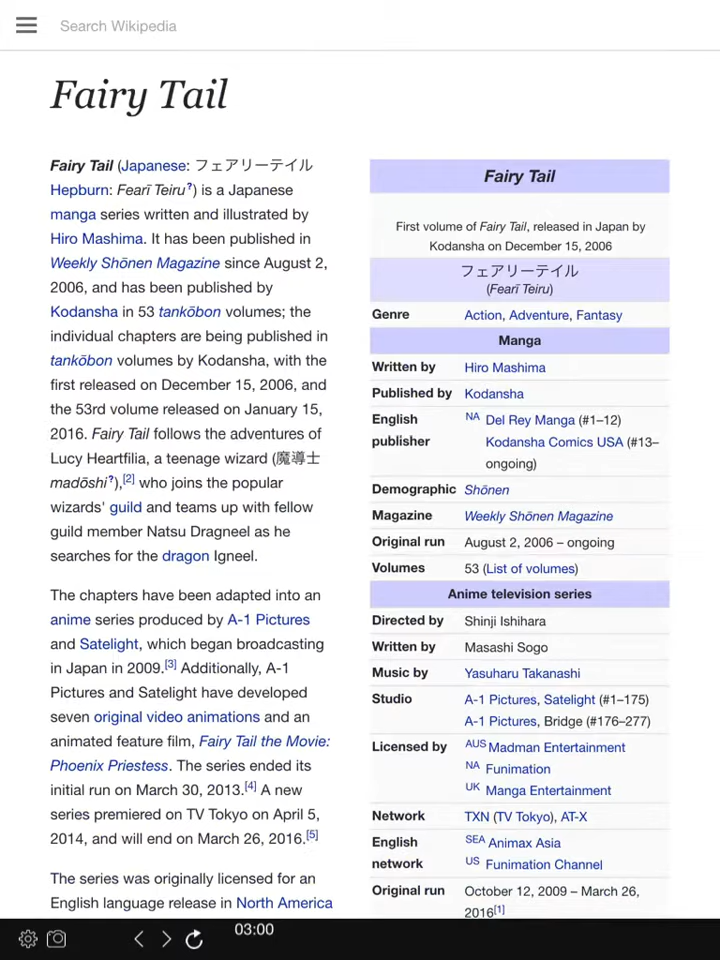 Search Wikipedia
Fairy Tail
Fairy Tail (Japanese: フェアリーテイル
Hepburn: Fearī Teiru?) is a Japanese
manga series written and illustrated by
Hiro Mashima. It has been published in
Weekly Shōnen Magazine since August 2,
2006, and has been published by
Kodansha in 53 tankōbon volumes; the
individual chapters are being published in
tankōbon volumes by Kodansha, with the
first released on December 15, 2006, and
the 53rd volume released on January 15,
2016. Fairy Tail follows the adventures of
Lucy Heartfilia, a teenage wizard (魔導士
madōshi?),[2] who joins the popular
wizards' guild and teams up with fellow
guild member Natsu Dragneel as he
searches for the dragon Igneel.
The chapters have been adapted into an
anime series produced by A-1 Pictures
and Satelight, which began broadcasting
in Japan in 2009.[3] Additionally, A-1
Pictures and Satelight have developed
seven original video animations and an
animated feature film, Fairy Tail the Movie:
Phoenix Priestess. The series ended its
initial run on March 30, 2013.[4] A new
series premiered on TV Tokyo on April 5,
2014, and will end on March 26, 2016.[5]
The series was originally licensed for an
English language release in North America
Fairy Tail
First volume of Fairy Tail, released in Japan by
Kodansha on December 15, 2006
フェアリーテイル
(Fearī Teiru)
Genre Action, Adventure, Fantasy
Manga
Written by Hiro Mashima
Published by Kodansha
English NA Del Rey Manga (#1–12)
publisher Kodansha Comics USA (#13–
ongoing)
Demographic Shōnen
Magazine Weekly Shōnen Magazine
Original run August 2, 2006 – ongoing
Volumes 53 (List of volumes)
Anime television series
Directed by Shinji Ishihara
Written by Masashi Sogo
Music by Yasuharu Takanashi
Studio A-1 Pictures, Satelight (#1–175)
A-1 Pictures, Bridge (#176–277)
Licensed by AUS Madman Entertainment
NA Funimation
UK Manga Entertainment
Network TXN (TV Tokyo), AT-X
English SEA Animax Asia
network US Funimation Channel
Original run October 12, 2009 – March 26,
2016[1]
03:00